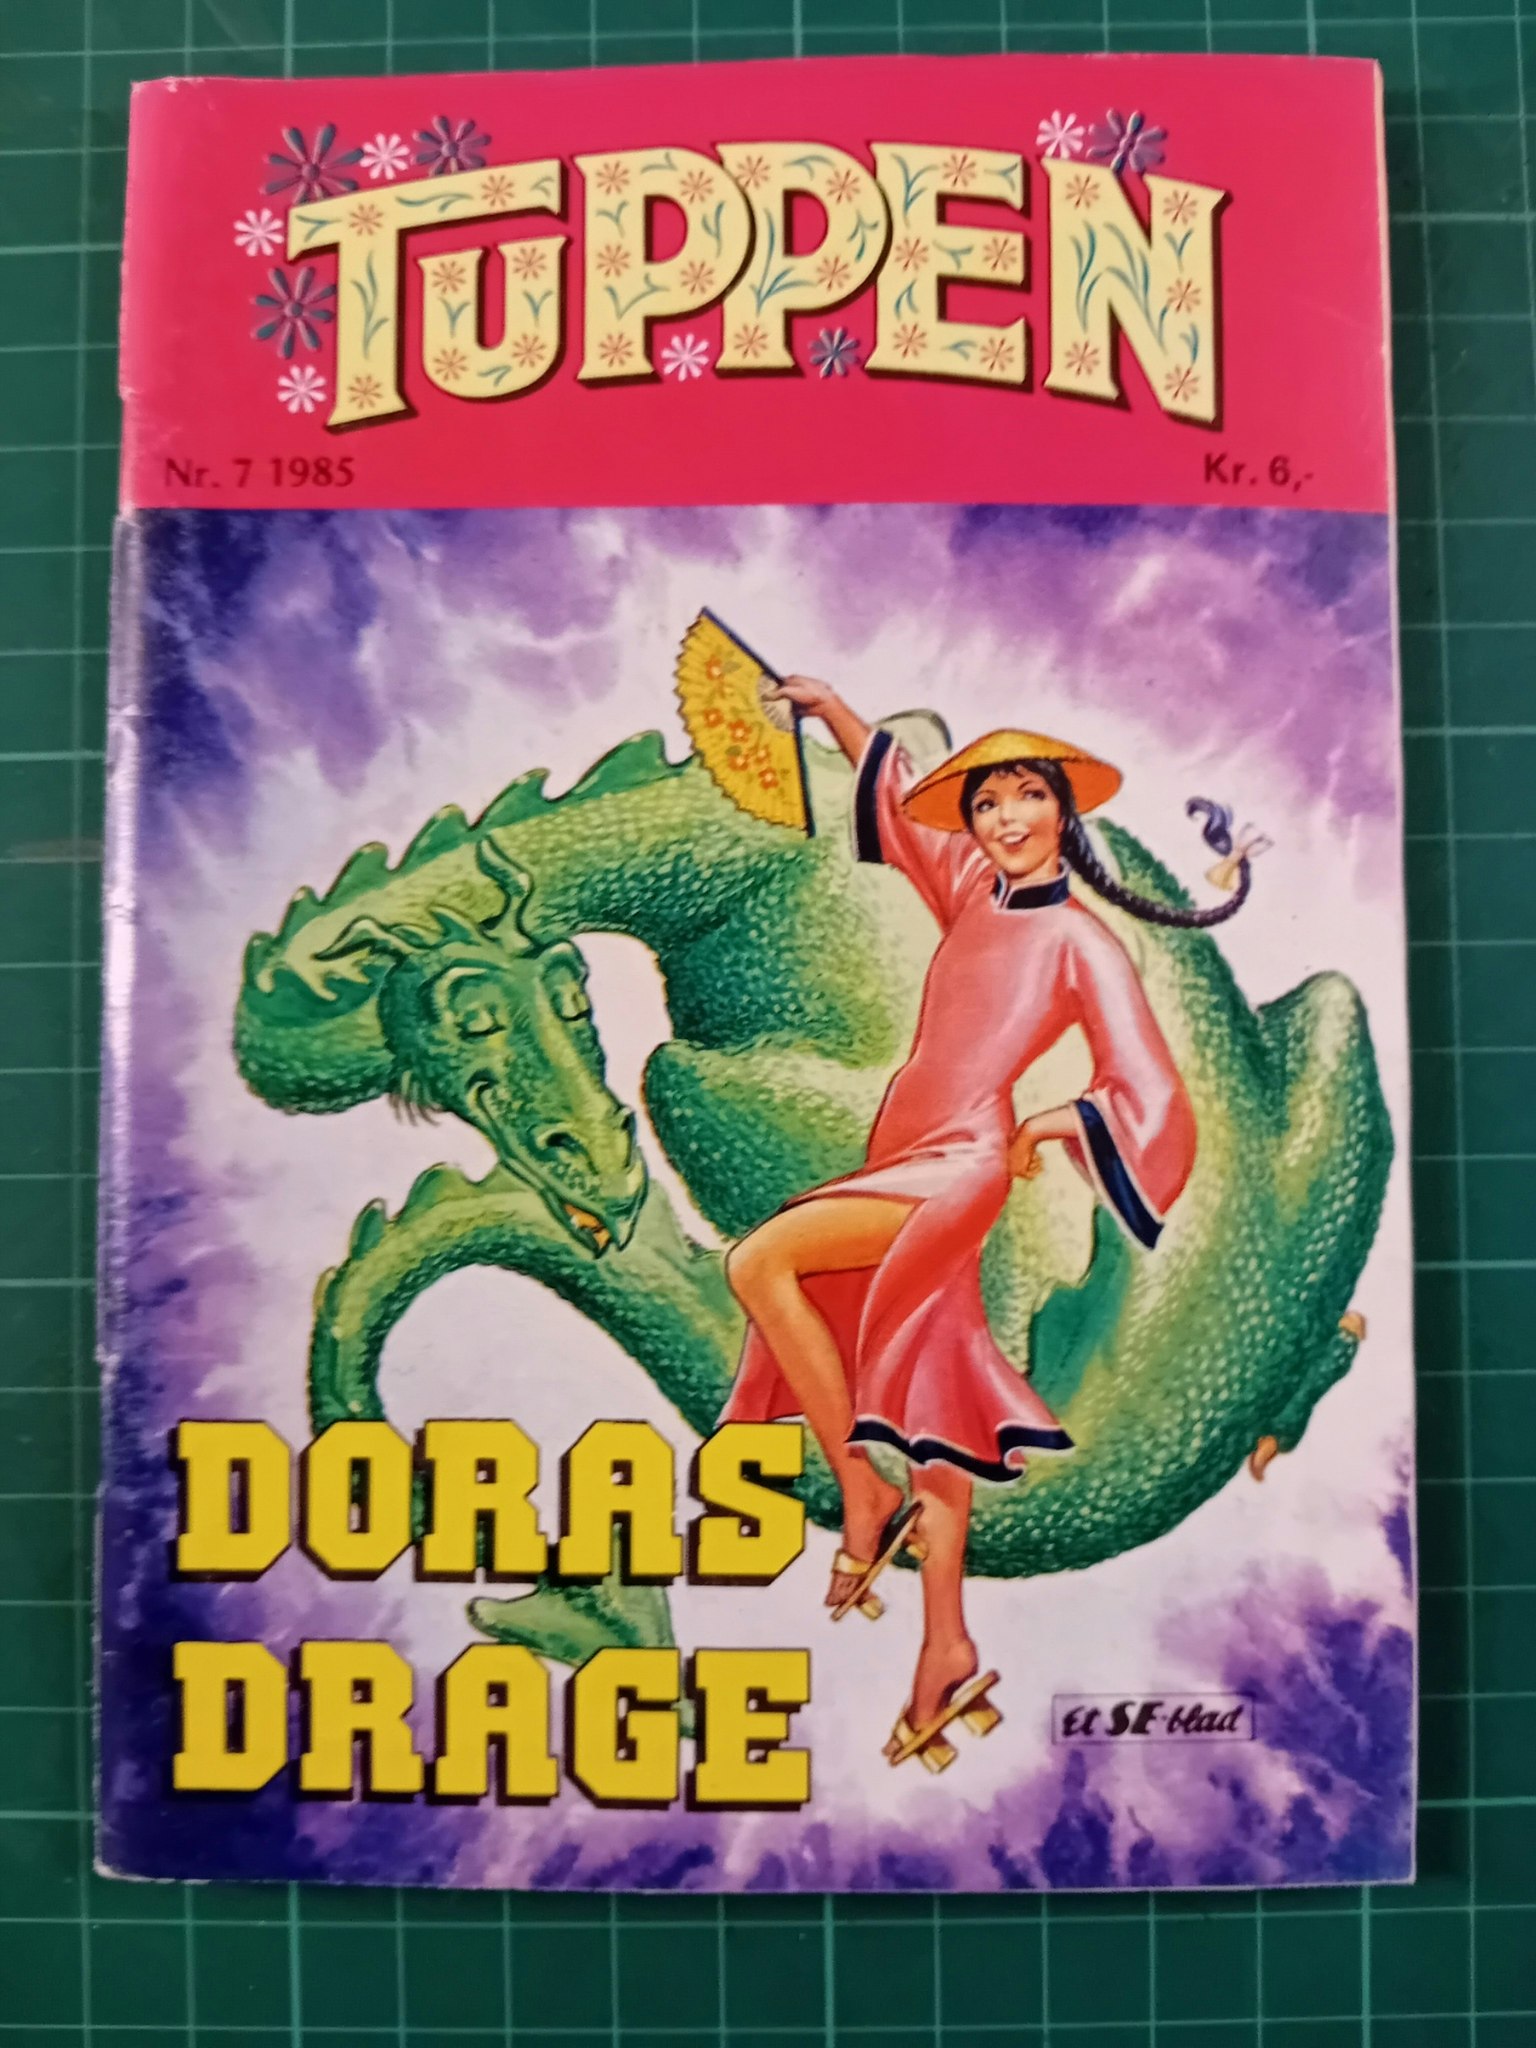 TUPPEN
Nr. 7 1985
Kr. 6,-
DORAS
DRAGE
Et SE-blad